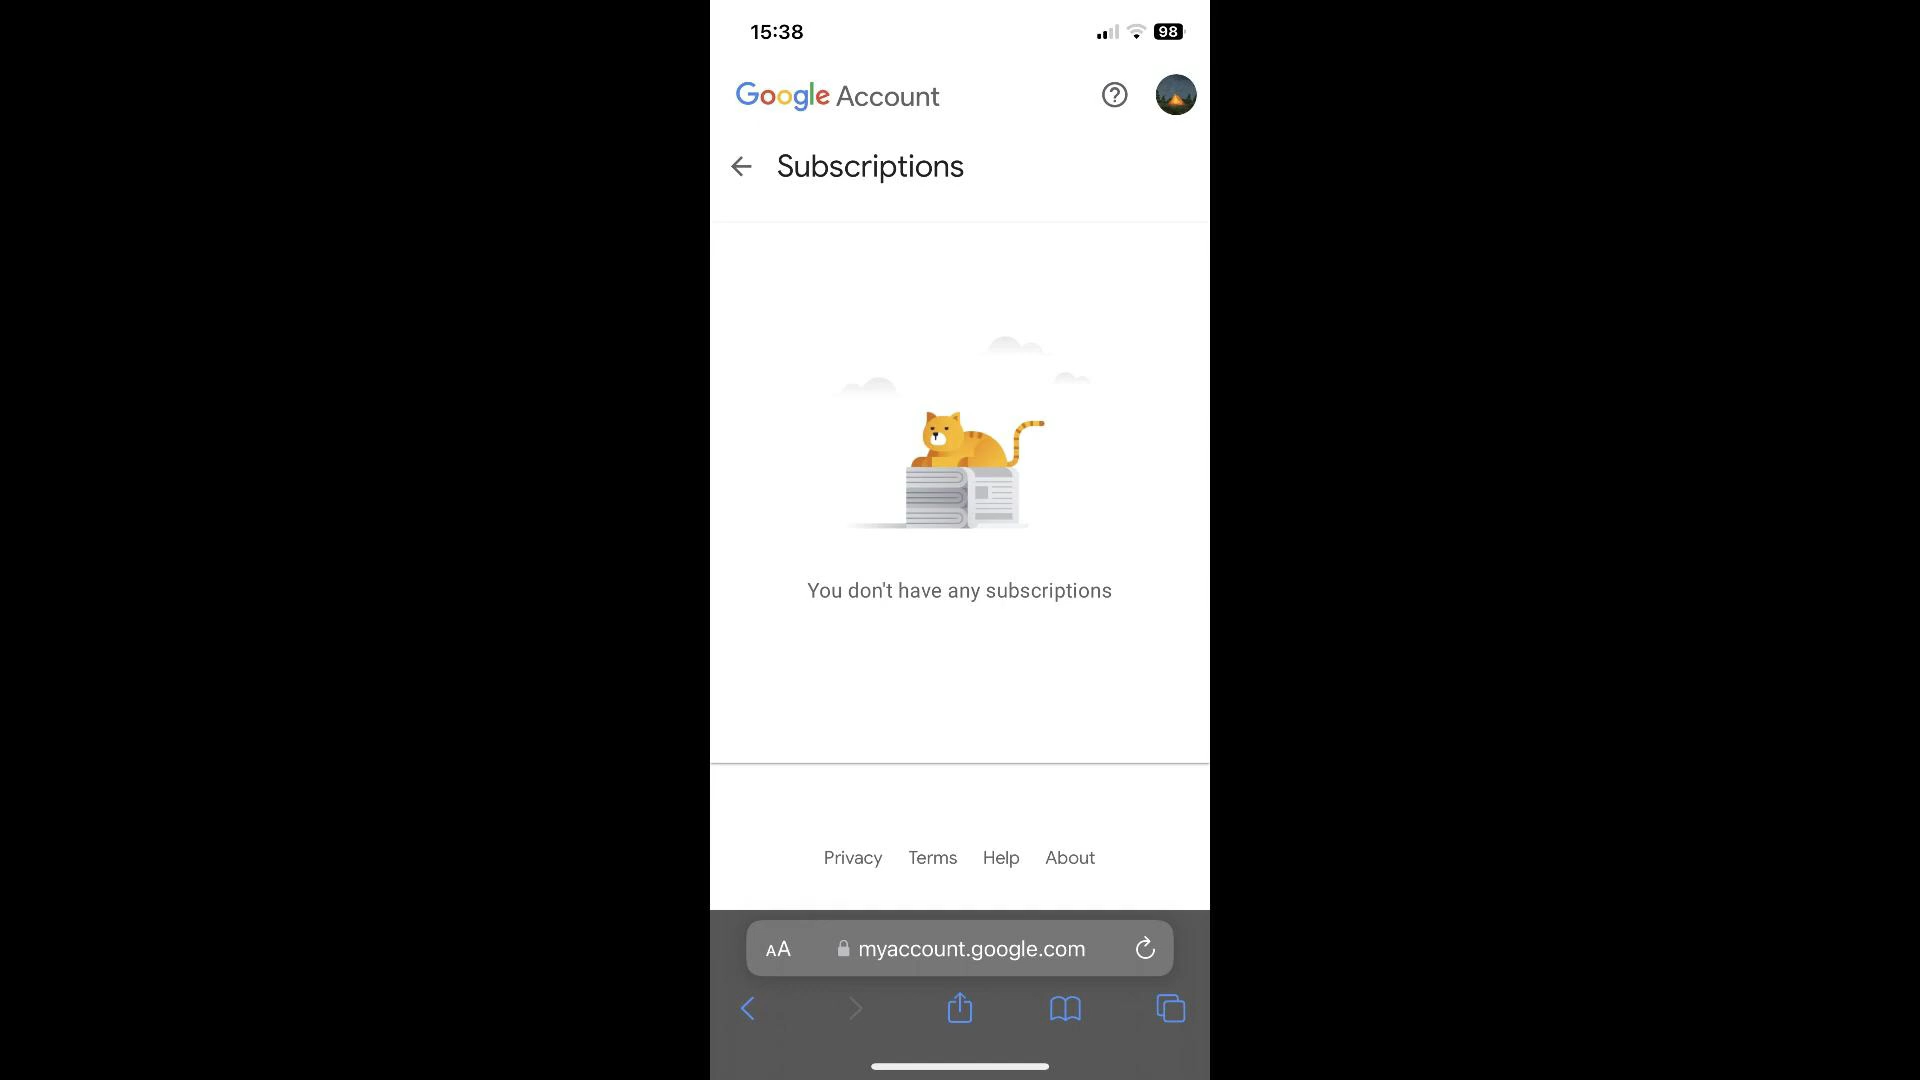 15:38
98
Google Account
Subscriptions
You don't have any subscriptions
Privacy Terms Help About
AA myaccount.google.com